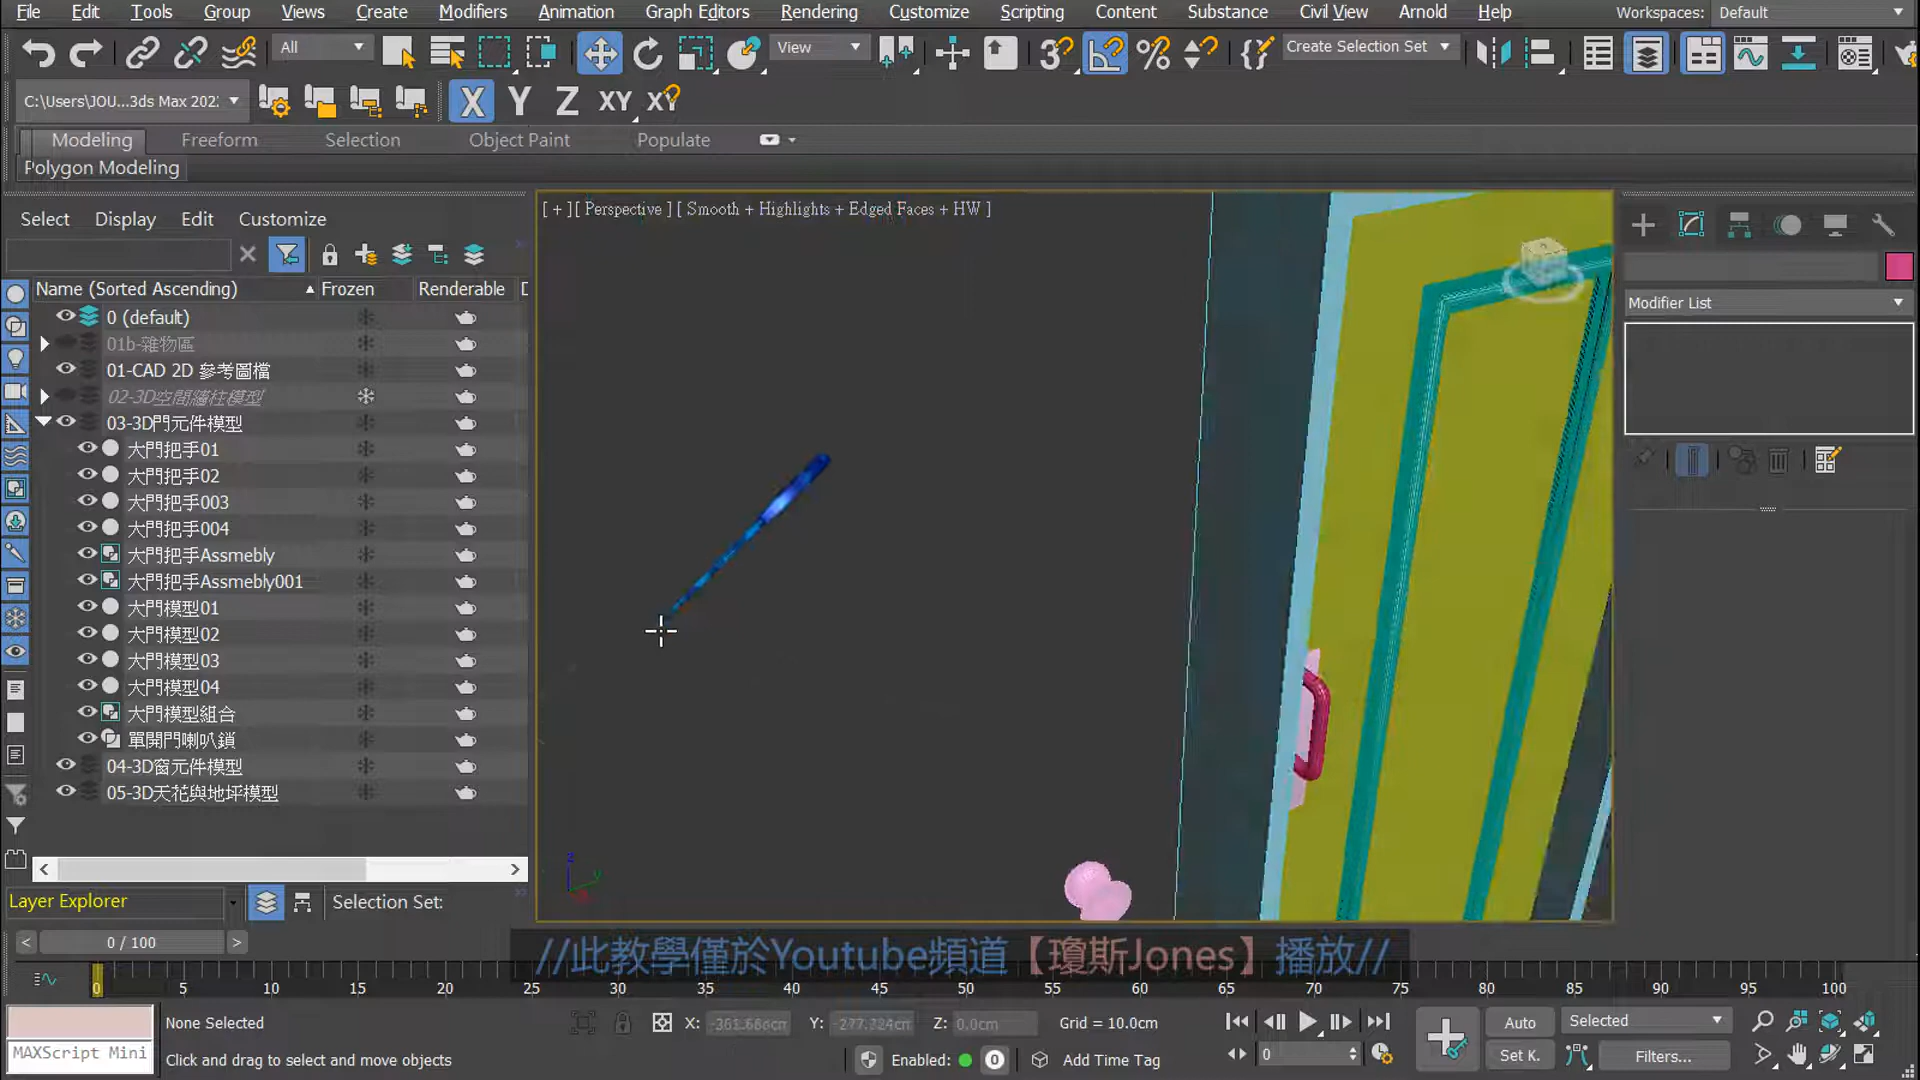 File Edit Tools Group Views Create Modifiers Animation Graph Editors Rendering Customize Scripting Content Substance Civil View Arnold Help Workspaces: Default
All View Create Selection Set
C:\Users\JOU...3ds Max 202 X Y Z XY XY
Modeling Freeform Selection Object Paint Populate
Polygon Modeling
[ + ] [ Perspective ] [ Smooth + Highlights + Edged Faces + HW ]
Select Display Edit Customize
Name (Sorted Ascending) Frozen Renderable
0 (default)
01b-雜物區
01-CAD 2D 參考圖檔
02-3D空間牆柱模型
03-3D門元件模型
大門把手01
大門把手02
大門把手003
大門把手004
大門把手Assmebly
大門把手Assmebly001
大門模型01
大門模型02
大門模型03
大門模型04
大門模型組合
單開門喇叭鎖
04-3D窗元件模型
05-3D天花與地坪模型
Modifier List
Layer Explorer Selection Set:
0 / 100
//此教學僅於Youtube頻道【瓊斯Jones】播放//
0 5 10 15 20 25 30 35 40 45 50 55 60 65 70 75 80 85 90 95 100
None Selected X: Y: Z: 0.0cm Grid = 10.0cm Auto Selected
MAXScript Mini Click and drag to select and move objects Enabled: Add Time Tag 0 Set K. Filters...